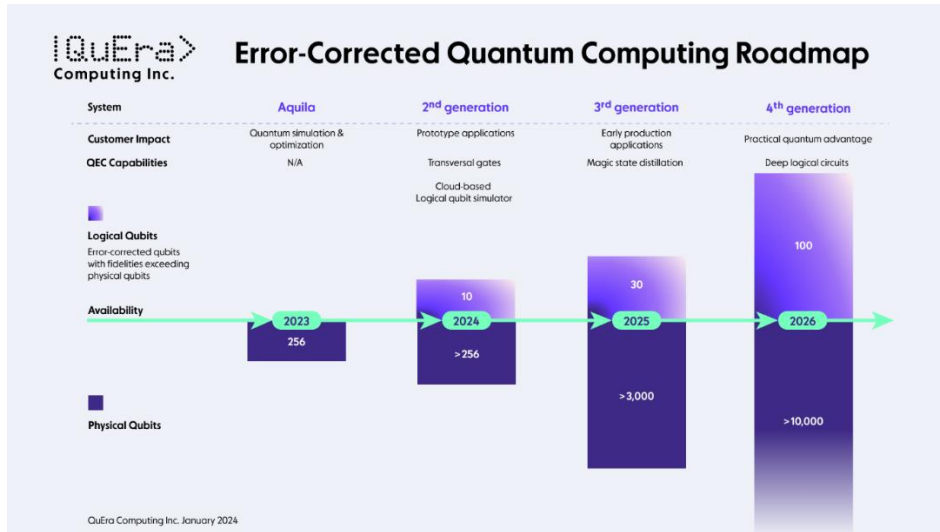 |QuEra>
Computing Inc.
Error-Corrected Quantum Computing Roadmap
System
Aquila
2nd generation
3rd generation
4th generation
Customer Impact
Quantum simulation &
optimization
Prototype applications
Early production
applications
Practical quantum advantage
QEC Capabilities
N/A
Transversal gates
Cloud-based
Logical qubit simulator
Magic state distillation
Deep logical circuits
Logical Qubits
Error-corrected qubits
with fidelities exceeding
physical qubits
10
30
100
Availability
2023
2024
2025
2026
256
>256
>3,000
>10,000
Physical Qubits
QuEra Computing Inc. January 2024